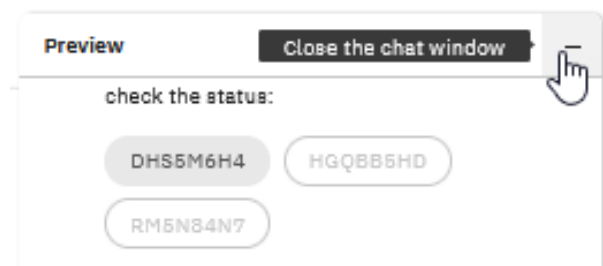 Preview Close the chat window
check the status:
DHS5M6H4 HGQBB5HD
RM5N84N7